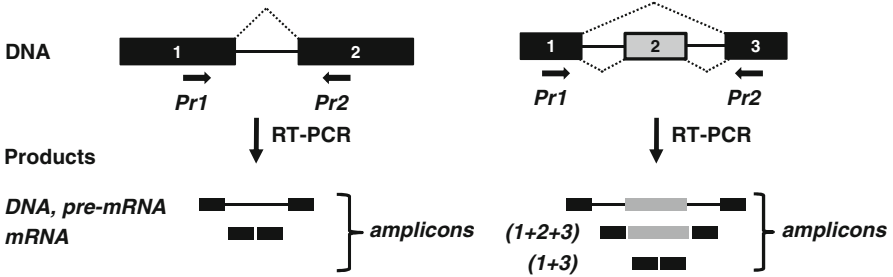 DNA
1 2
1 2 3
Pr1 Pr2
Pr1 Pr2
RT-PCR
RT-PCR
Products
DNA, pre-mRNA
mRNA
amplicons
(1+2+3)
(1+3)
amplicons